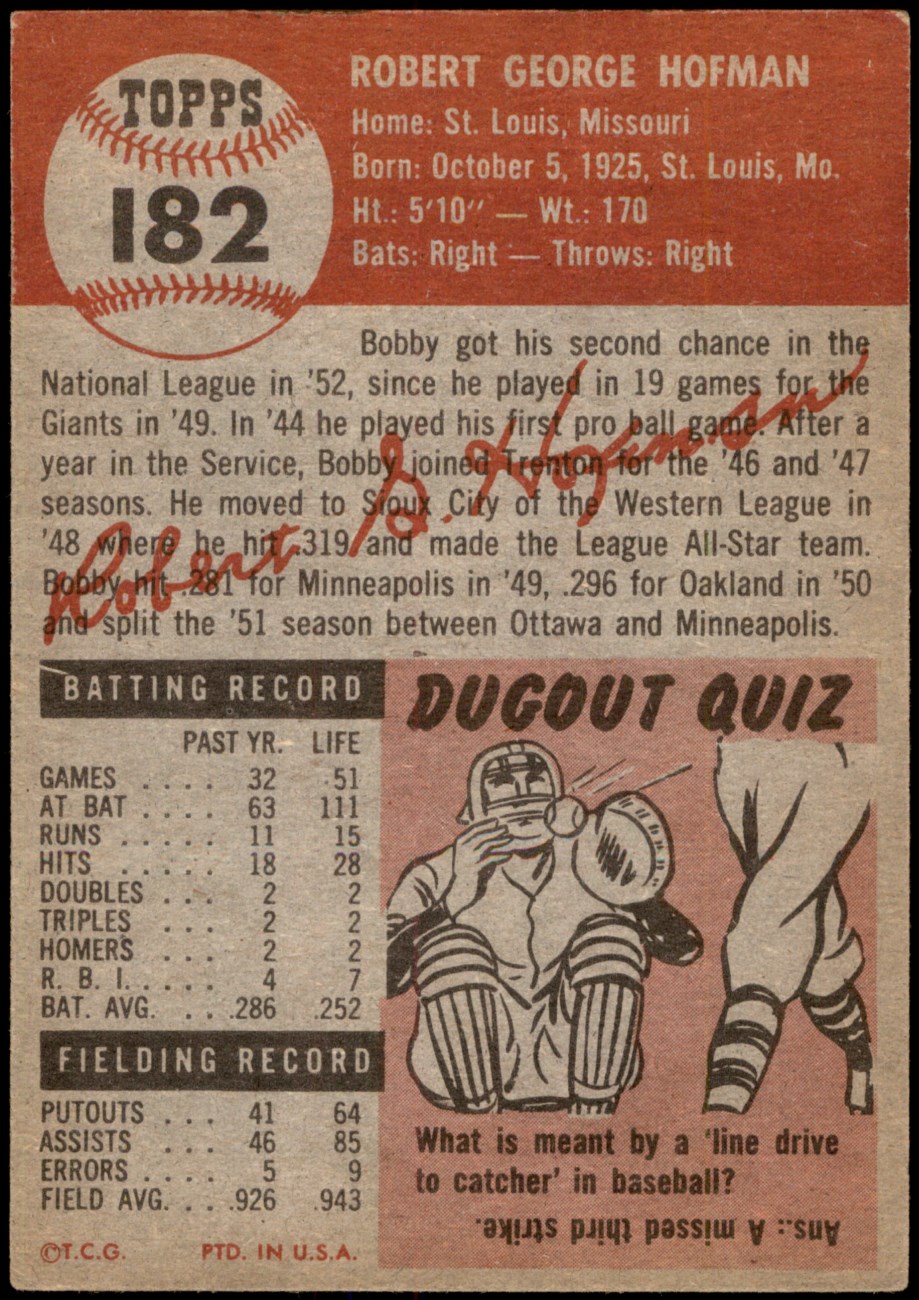 TOPPS
182
ROBERT GEORGE HOFMAN
Home: St. Louis, Missouri
Born: October 5, 1925, St. Louis, Mo.
Ht.: 5'10" — Wt.: 170
Bats: Right — Throws: Right
Bobby got his second chance in the
National League in '52, since he played in 19 games for the
Giants in '49. In '44 he played his first pro ball game. After a
year in the Service, Bobby joined Trenton for the '46 and '47
seasons. He moved to Sioux City of the Western League in
'48 where he hit .319 and made the League All-Star team.
Bobby hit .281 for Minneapolis in '49, .296 for Oakland in '50
and split the '51 season between Ottawa and Minneapolis.
Robert G. Hofman
BATTING RECORD
PAST YR. LIFE
GAMES . . . . 32 51
AT BAT . . . . 63 111
RUNS . . . . . 11 15
HITS . . . . . 18 28
DOUBLES . . . 2 2
TRIPLES . . . 2 2
HOMERS . . . 2 2
R. B. I. . . . . 4 7
BAT. AVG. . . .286 .252
FIELDING RECORD
PUTOUTS . . . 41 64
ASSISTS . . . 46 85
ERRORS . . . . 5 9
FIELD AVG. . . .926 .943
©T.C.G. PTD. IN U.S.A.
DUGOUT QUIZ
What is meant by a 'line drive
to catcher' in baseball?
Ans.: A missed third strike.